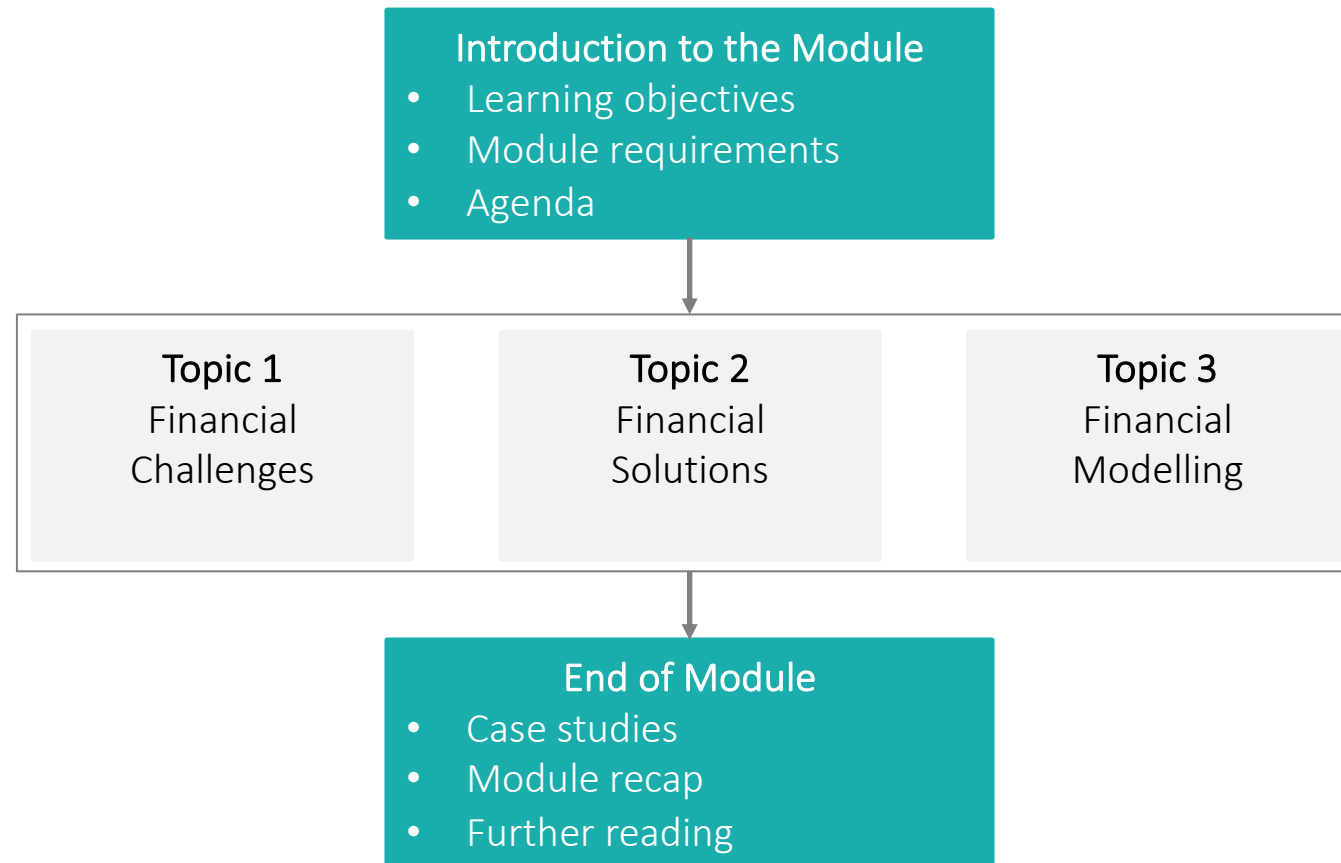 Introduction to the Module
• Learning objectives
• Module requirements
• Agenda
Topic 1
Financial
Challenges
Topic 2
Financial
Solutions
Topic 3
Financial
Modelling
End of Module
• Case studies
• Module recap
• Further reading